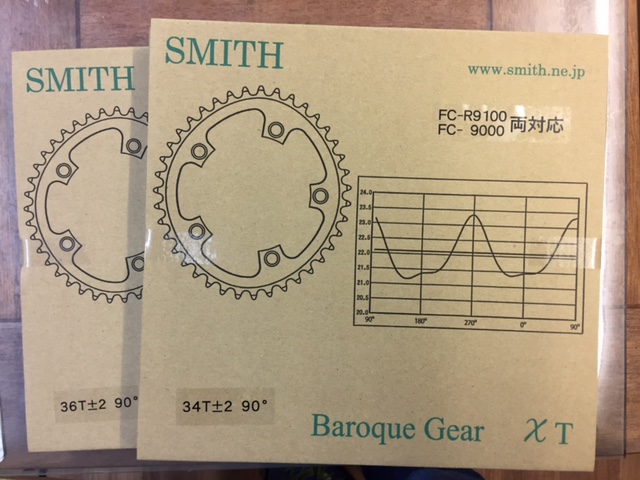 SMITH
36T±2 90°
SMITH
www.smith.ne.jp
FC-R9100
FC- 9000 両対応
24.0
23.5
23.0
22.5
22.0
21.5
21.0
20.5
20.0
90° 180° 270° 0° 90°
34T±2 90°
Baroque Gear χ T